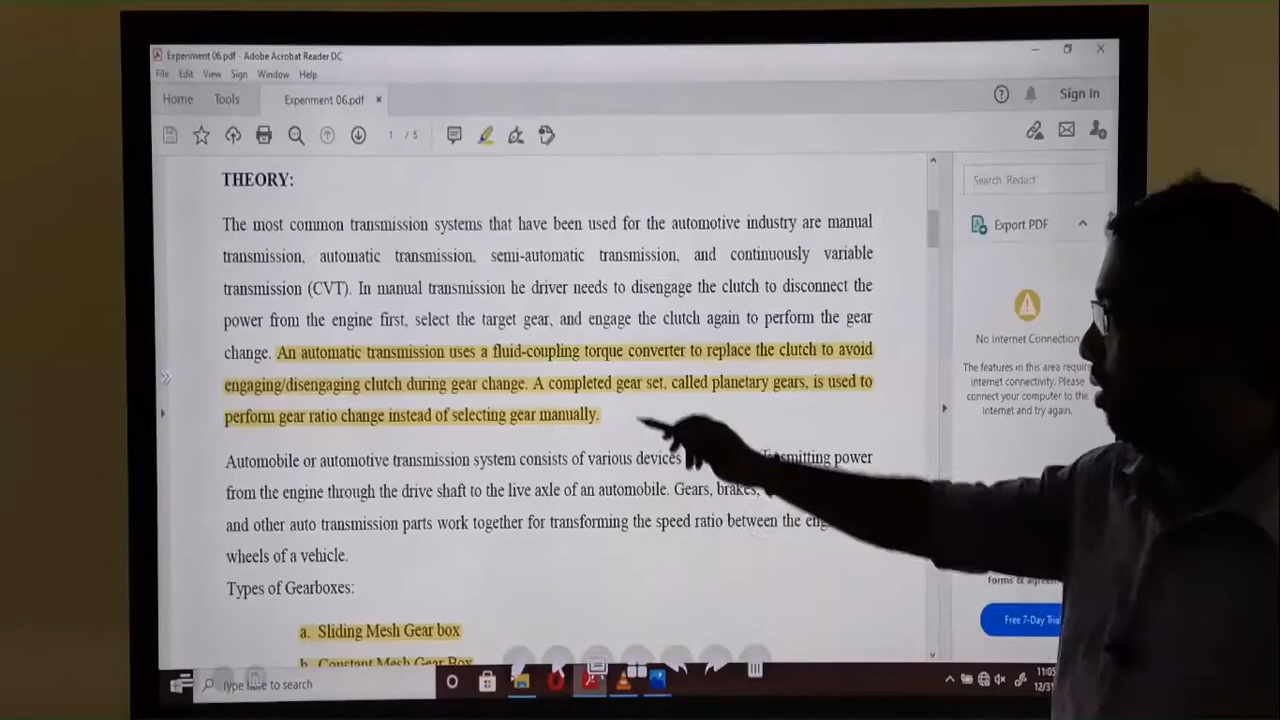 Experiment 06.pdf - Adobe Acrobat Reader DC
File Edit View Sign Window Help
Home Tools Experiment 06.pdf × Sign In
1 / 5
Search 'Redact'
Export PDF
No Internet Connection
The features in this area require
internet connectivity. Please
connect your computer to the
Internet and try again.
THEORY:
The most common transmission systems that have been used for the automotive industry are manual
transmission, automatic transmission, semi-automatic transmission, and continuously variable
transmission (CVT). In manual transmission he driver needs to disengage the clutch to disconnect the
power from the engine first, select the target gear, and engage the clutch again to perform the gear
change. An automatic transmission uses a fluid-coupling torque converter to replace the clutch to avoid
engaging/disengaging clutch during gear change. A completed gear set, called planetary gears, is used to
perform gear ratio change instead of selecting gear manually.
Automobile or automotive transmission system consists of various devices power
from the engine through the drive shaft to the live axle of an automobile. Gears, brakes,
and other auto transmission parts work together for transforming the speed ratio between the
wheels of a vehicle.
Types of Gearboxes:
a. Sliding Mesh Gear box
b. Constant Mesh Gear Box
Free 7-Day Trial
Type here to search
11:05
12/31